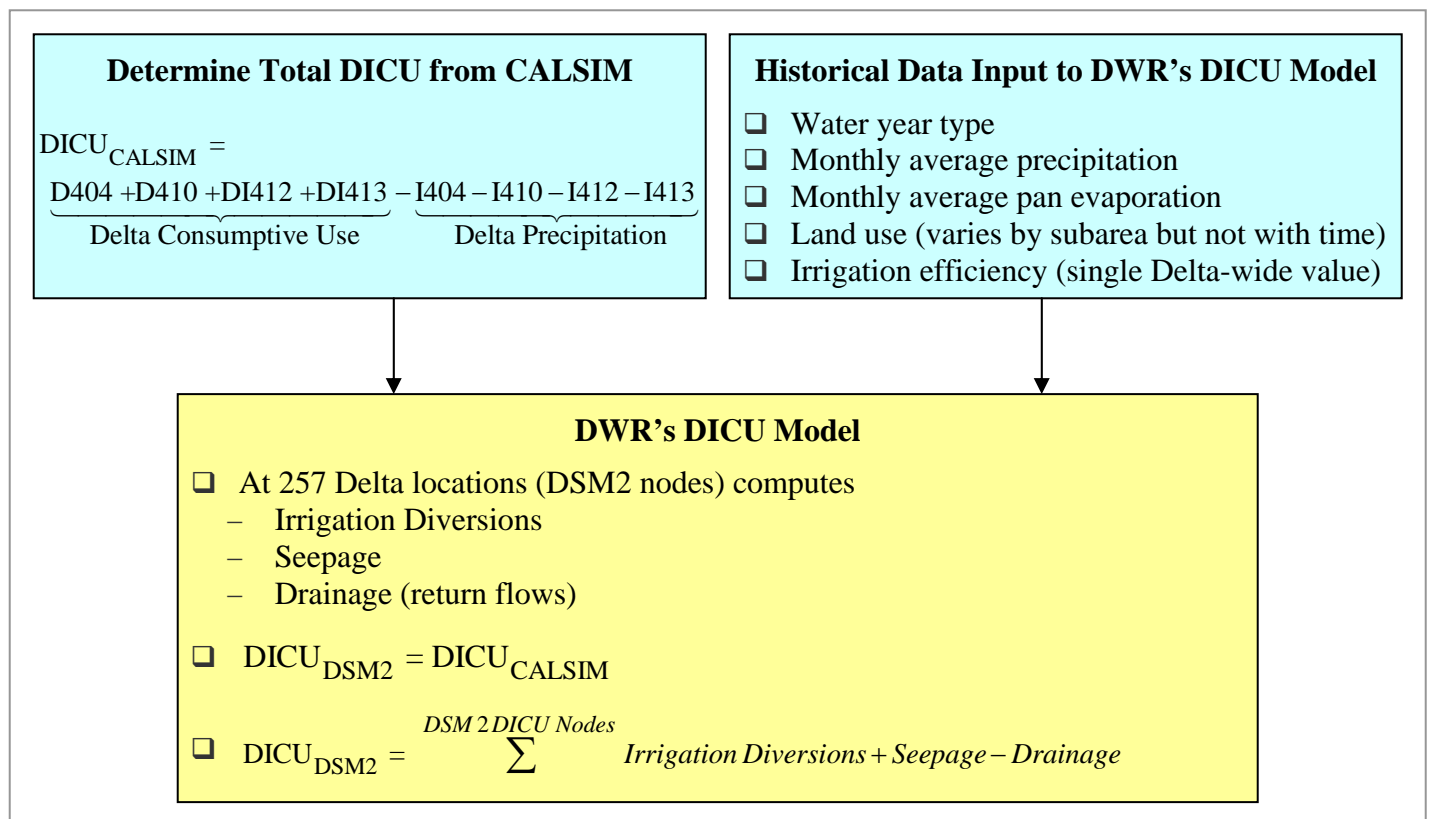 Determine Total DICU from CALSIM
DICU_CALSIM =
D404 +D410 +DI412 +DI413 − I404 − I410 − I412 − I413
Delta Consumptive Use Delta Precipitation
Historical Data Input to DWR’s DICU Model
❑ Water year type
❑ Monthly average precipitation
❑ Monthly average pan evaporation
❑ Land use (varies by subarea but not with time)
❑ Irrigation efficiency (single Delta-wide value)
DWR’s DICU Model
❑ At 257 Delta locations (DSM2 nodes) computes
– Irrigation Diversions
– Seepage
– Drainage (return flows)
❑ DICU_DSM2 = DICU_CALSIM
DSM 2 DICU Nodes
❑ DICU_DSM2 = ∑ Irrigation Diversions + Seepage − Drainage